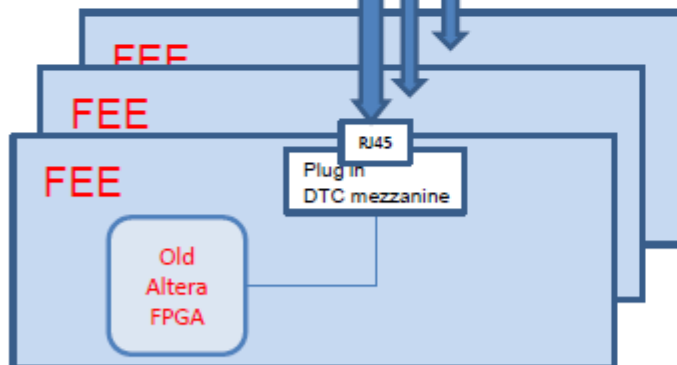 FEE
FEE
RJ45
FEE
Plug in
DTC mezzanine
Old
Altera
FPGA